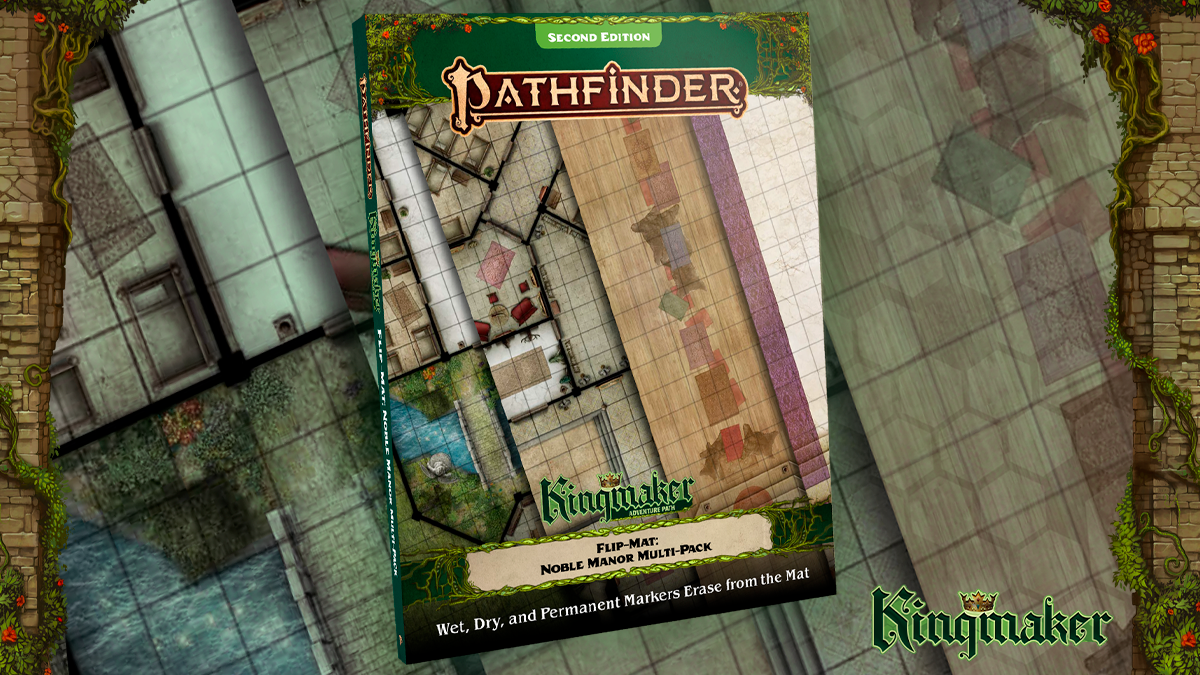 Second Edition
Pathfinder
Kingmaker
Adventure Path
Flip-Mat:
Noble Manor Multi-Pack
Wet, Dry, and Permanent Markers Erase from the Mat
Pathfinder
Kingmaker
Flip-Mat: Noble Manor Multi-Pack
Kingmaker